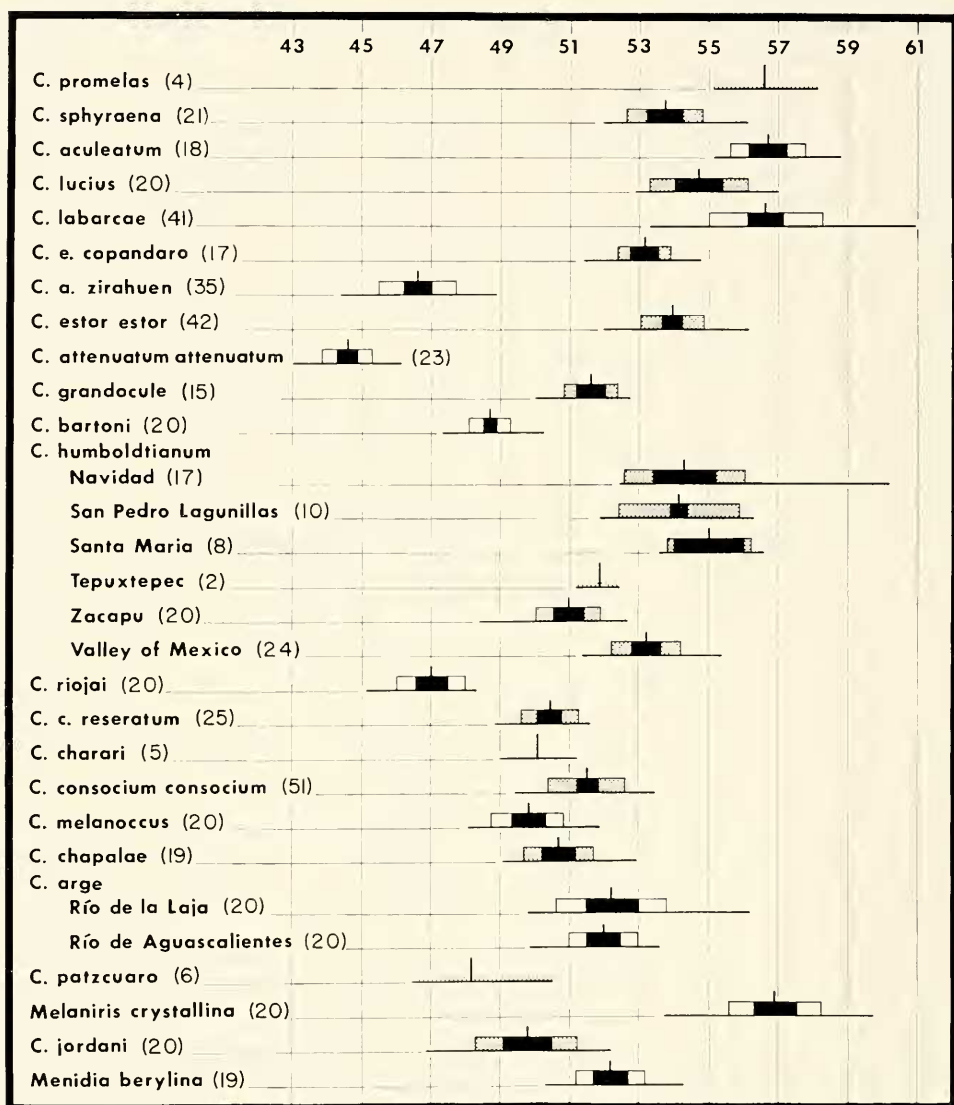 43 45 47 49 51 53 55 57 59 61
C. promelas (4)
C. sphyraena (21)
C. aculeatum (18)
C. lucius (20)
C. labarcae (41)
C. e. copandaro (17)
C. a. zirahuen (35)
C. estor estor (42)
C. attenuatum attenuatum (23)
C. grandocule (15)
C. bartoni (20)
C. humboldtianum
Navidad (17)
San Pedro Lagunillas (10)
Santa Maria (8)
Tepuxtepec (2)
Zacapu (20)
Valley of Mexico (24)
C. riojai (20)
C. c. reseratum (25)
C. charari (5)
C. consocium consocium (51)
C. melanoccus (20)
C. chapalae (19)
C. arge
Río de la Laja (20)
Río de Aguascalientes (20)
C. patzcuaro (6)
Melaniris crystallina (20)
C. jordani (20)
Menidia berylina (19)